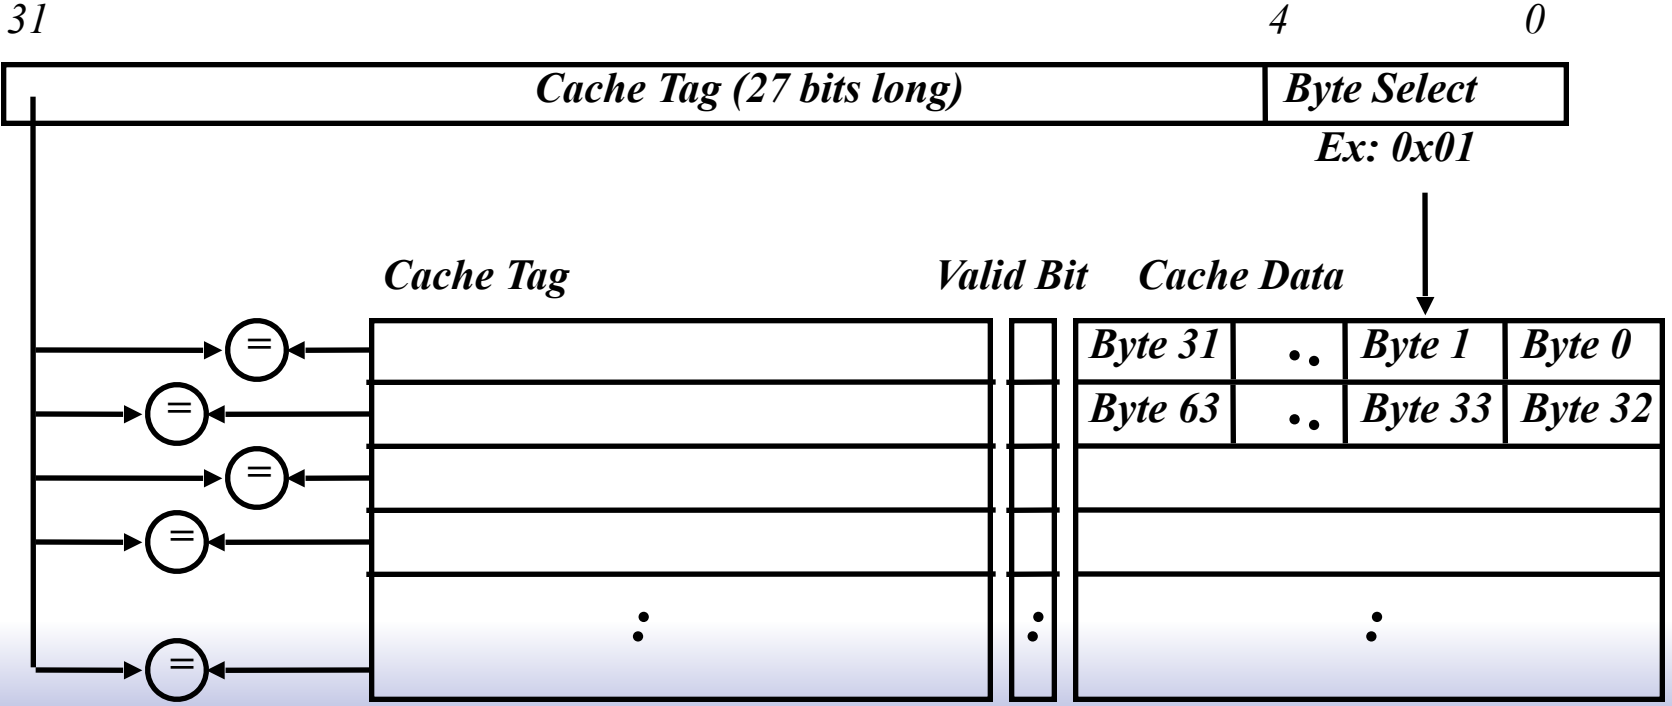 31 4 0
Cache Tag (27 bits long) Byte Select
Ex: 0x01
Cache Tag Valid Bit Cache Data
= Byte 31 .. Byte 1 Byte 0
= Byte 63 .. Byte 33 Byte 32
=
=
: : :
=